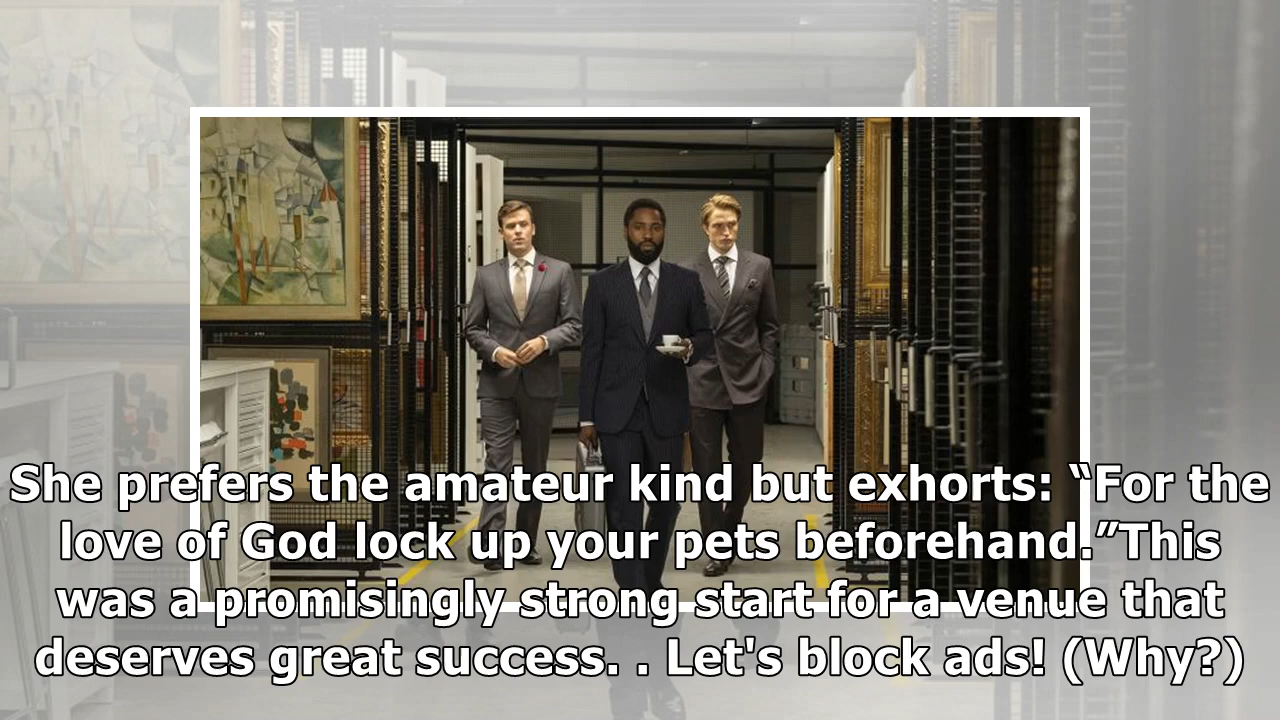 She prefers the amateur kind but exhorts: “For the
love of God lock up your pets beforehand.”This
was a promisingly strong start for a venue that
deserves great success. . Let's block ads! (Why?)